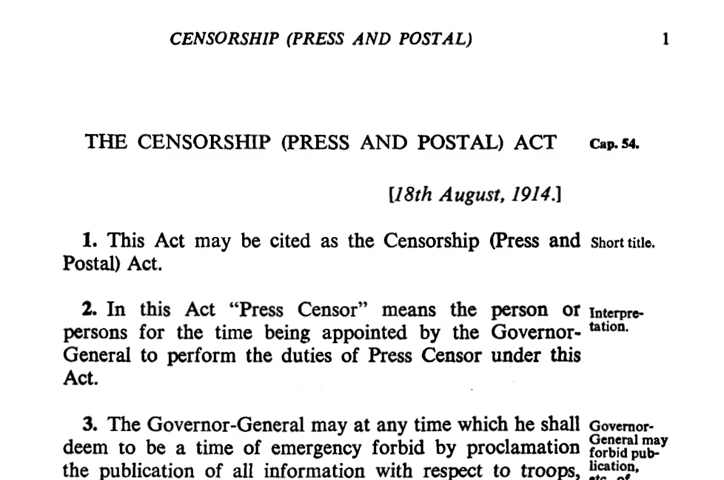 CENSORSHIP (PRESS AND POSTAL) 1
THE CENSORSHIP (PRESS AND POSTAL) ACT Cap. 54.
[18th August, 1914.]
1. This Act may be cited as the Censorship (Press and Short title.
Postal) Act.
2. In this Act “Press Censor” means the person or Interpre-
persons for the time being appointed by the Governor- tation.
General to perform the duties of Press Censor under this
Act.
3. The Governor-General may at any time which he shall Governor-
deem to be a time of emergency forbid by proclamation General may
forbid pub-
the publication of all information with respect to troops, lication,
etc. of